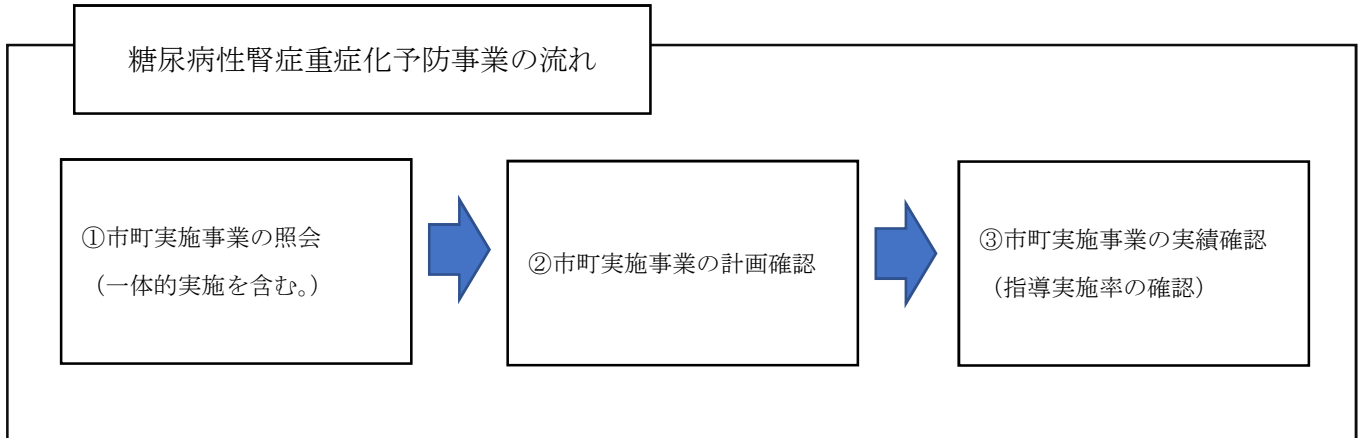 糖尿病性腎症重症化予防事業の流れ
①市町実施事業の照会
（一体的実施を含む。）
②市町実施事業の計画確認
③市町実施事業の実績確認
（指導実施率の確認）